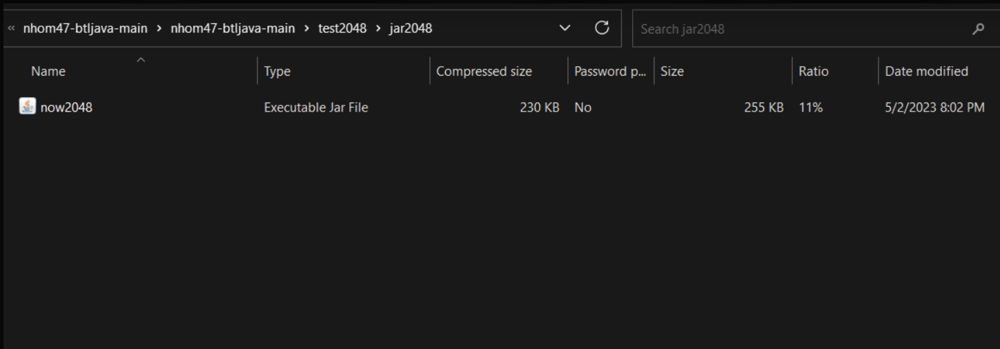 « nhom47-btljava-main > nhom47-btljava-main > test2048 > jar2048 Search jar2048
Name Type Compressed size Password p... Size Ratio Date modified
now2048 Executable Jar File 230 KB No 255 KB 11% 5/2/2023 8:02 PM